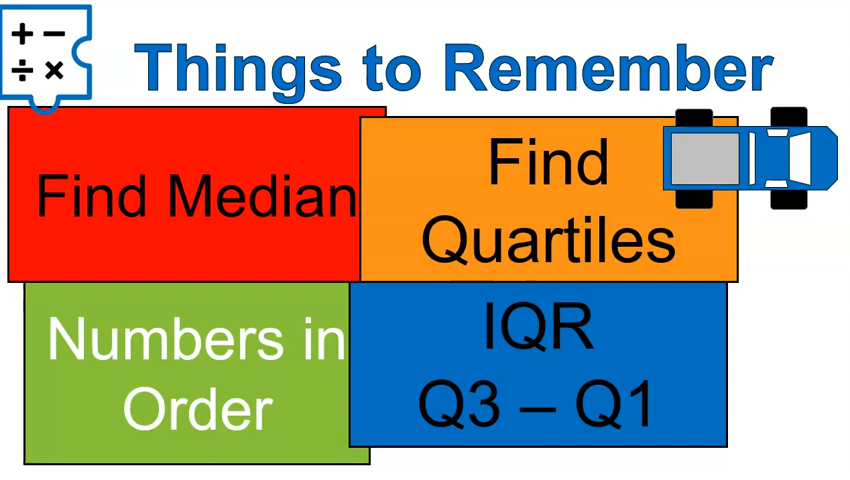 + −
÷ ×
Things to Remember
Find Median
Find
Quartiles
Numbers in
Order
IQR
Q3 – Q1